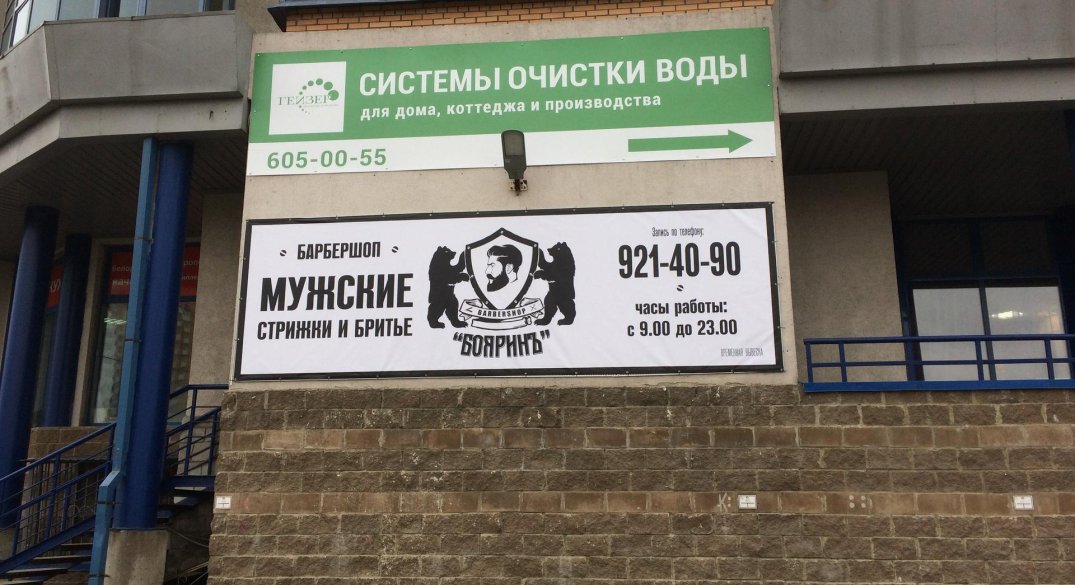 ГЕЙЗЕР
СИСТЕМЫ ОЧИСТКИ ВОДЫ
для дома, коттеджа и производства
605-00-55
БАРБЕРШОП
МУЖСКИЕ
СТРИЖКИ И БРИТЬЕ
BARBERSHOP
"БОЯРИНЪ"
Запись по телефону:
921-40-90
часы работы:
с 9.00 до 23.00
ВРЕМЕННАЯ ВЫВЕСКА